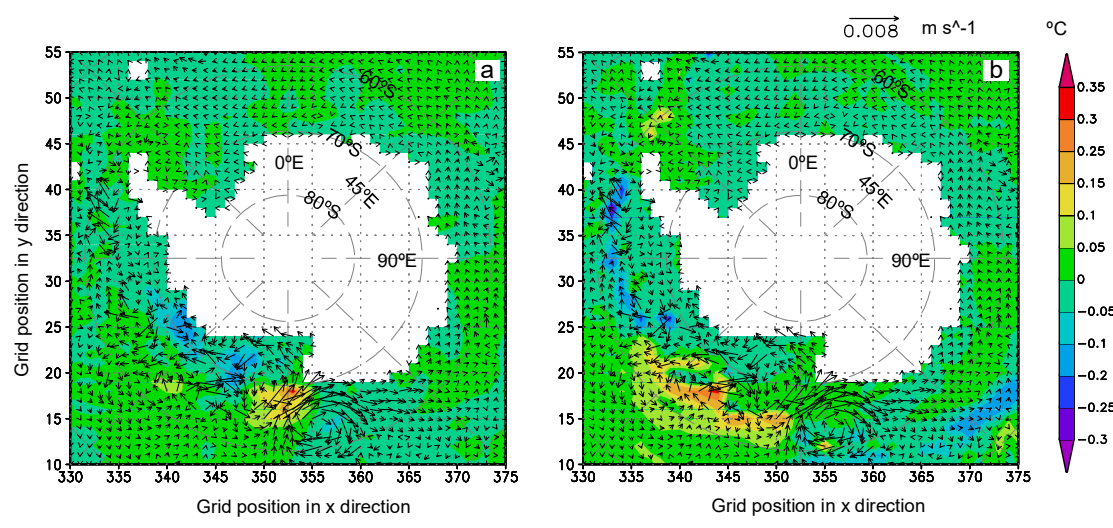 0.008 m s^-1 ºC
a
55
50
45
40
35
30
25
20
15
10
330 335 340 345 350 355 360 365 370 375
Grid position in y direction
Grid position in x direction
60ºS
70ºS
0ºE
45ºE
80ºS
90ºE
b
55
50
45
40
35
30
25
20
15
10
330 335 340 345 350 355 360 365 370 375
Grid position in x direction
60ºS
70ºS
0ºE
45ºE
80ºS
90ºE
0.35
0.3
0.25
0.2
0.15
0.1
0.05
0
−0.05
−0.1
−0.15
−0.2
−0.25
−0.3